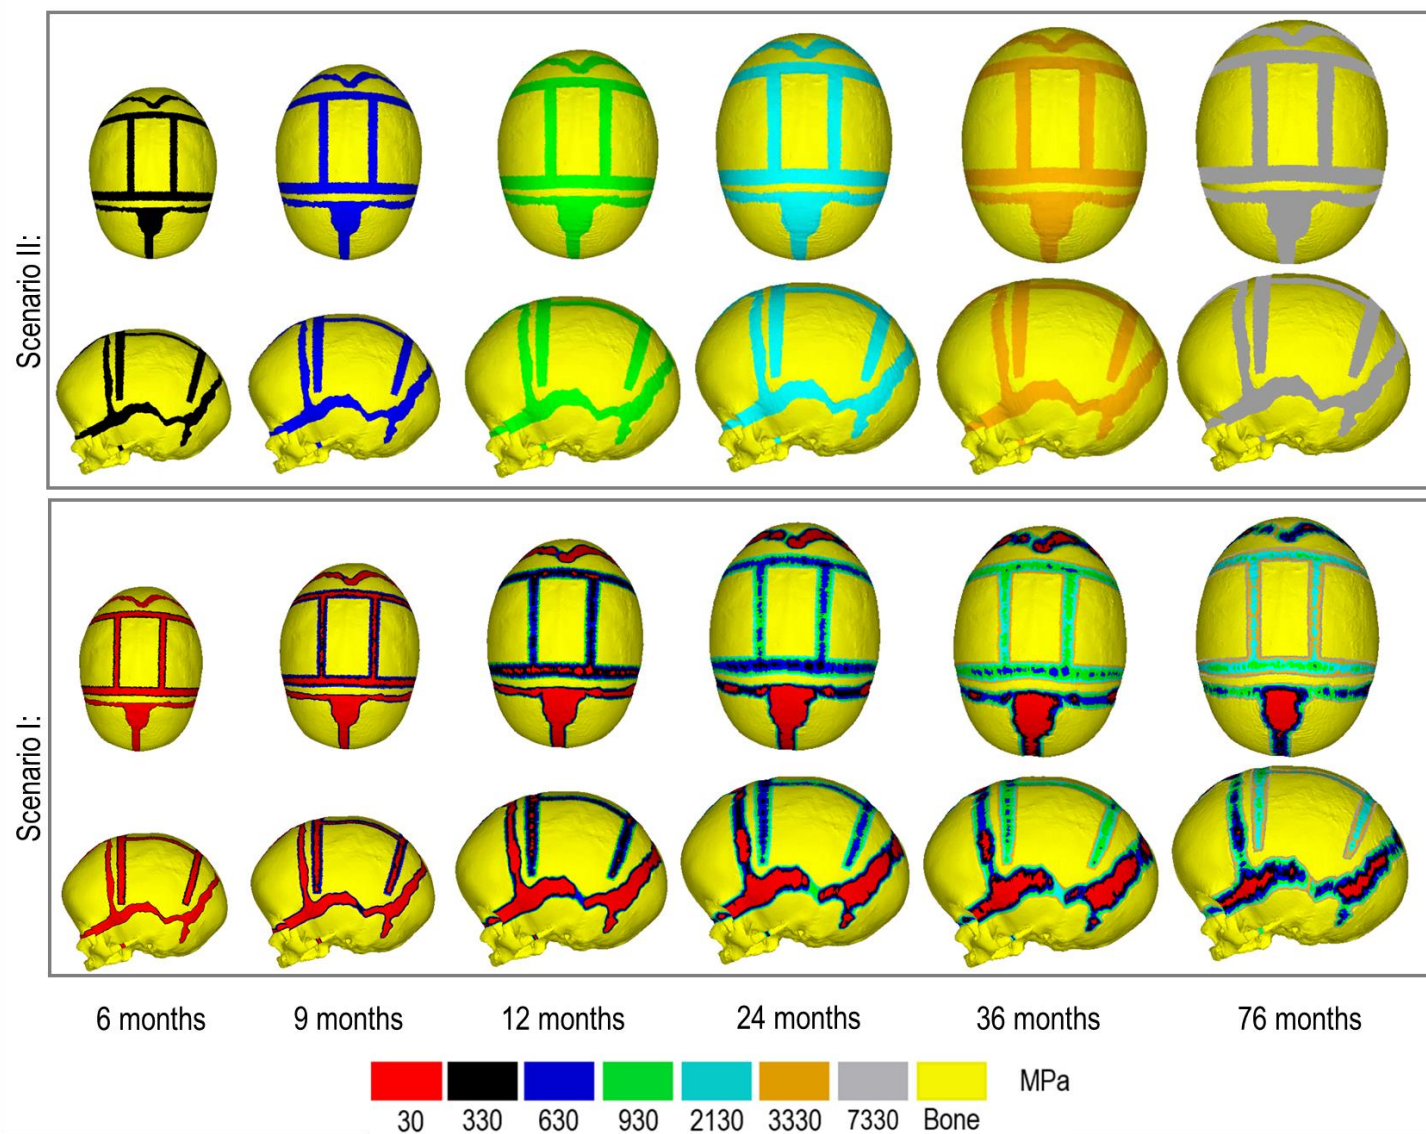 Scenario II:
Scenario I:
6 months 9 months 12 months 24 months 36 months 76 months
MPa
30 330 630 930 2130 3330 7330 Bone